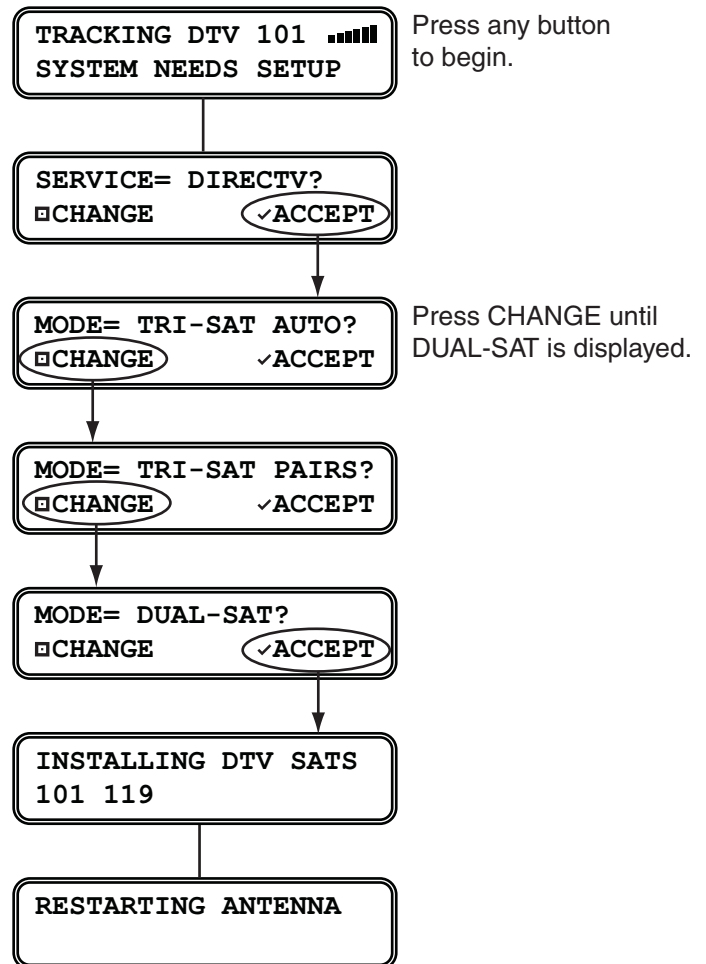 TRACKING DTV 101
SYSTEM NEEDS SETUP
Press any button
to begin.
SERVICE= DIRECTV?
CHANGE ✓ACCEPT
MODE= TRI-SAT AUTO?
CHANGE ✓ACCEPT
Press CHANGE until
DUAL-SAT is displayed.
MODE= TRI-SAT PAIRS?
CHANGE ✓ACCEPT
MODE= DUAL-SAT?
CHANGE ✓ACCEPT
INSTALLING DTV SATS
101 119
RESTARTING ANTENNA